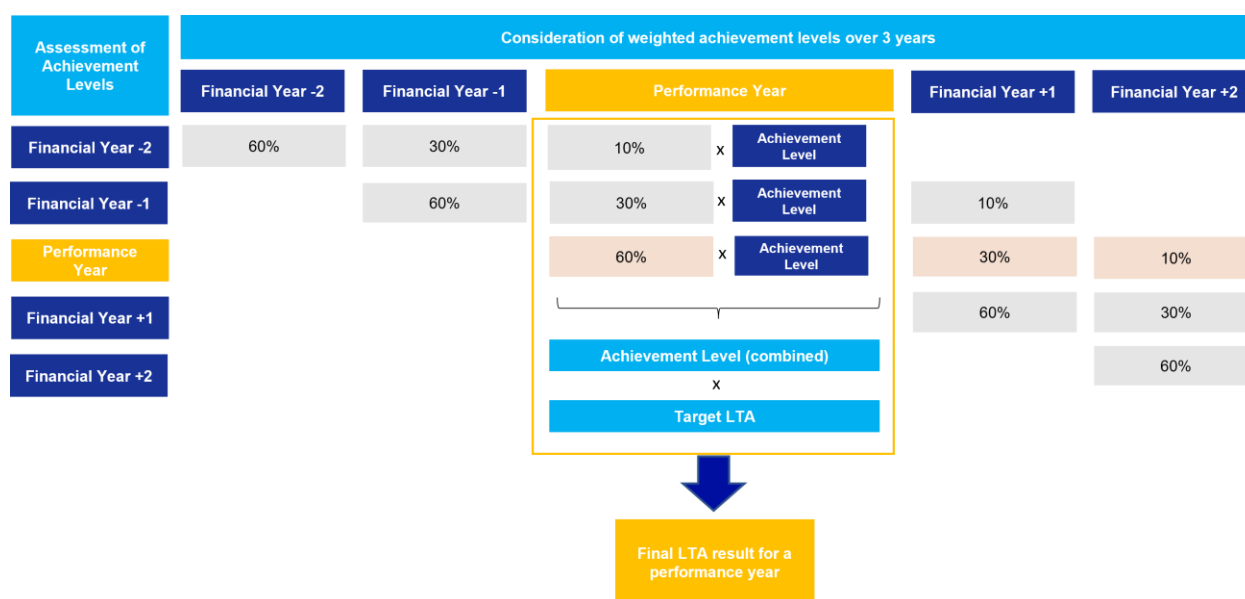 Assessment of
Achievement
Levels
Consideration of weighted achievement levels over 3 years
Financial Year -2
Financial Year -1
Performance Year
Financial Year +1
Financial Year +2
Financial Year -2
60%
30%
10%
x
Achievement
Level
Financial Year -1
60%
30%
x
Achievement
Level
10%
Performance
Year
60%
x
Achievement
Level
30%
10%
Financial Year +1
60%
30%
Achievement Level (combined)
Financial Year +2
60%
x
Target LTA
Final LTA result for a
performance year